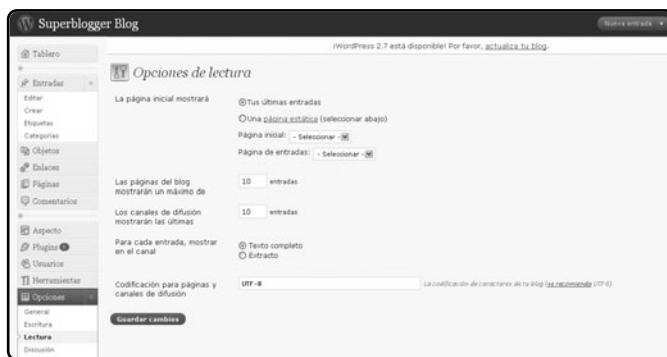 Superblogger Blog
Nueva entrada
¡WordPress 2.7 está disponible! Por favor, actualiza tu blog.
Tablero
Entradas
Editar
Crear
Etiquetas
Categorías
Objetos
Enlaces
Páginas
Comentarios
Aspecto
Plugins 1
Usuarios
Herramientas
Opciones
General
Escritura
Lectura
Discusión
Opciones de lectura
La página inicial mostrará
Tus últimas entradas
Una página estática (seleccionar abajo)
Página inicial: - Seleccionar -
Página de entradas: - Seleccionar -
Las páginas del blog
mostrarán un máximo de
10 entradas
Los canales de difusión
mostrarán las últimas
10 entradas
Para cada entrada, mostrar
en el canal
Texto completo
Extracto
Codificación para páginas y
canales de difusión
UTF-8
La codificación de caracteres de tu blog (se recomienda UTF-8)
Guardar cambios